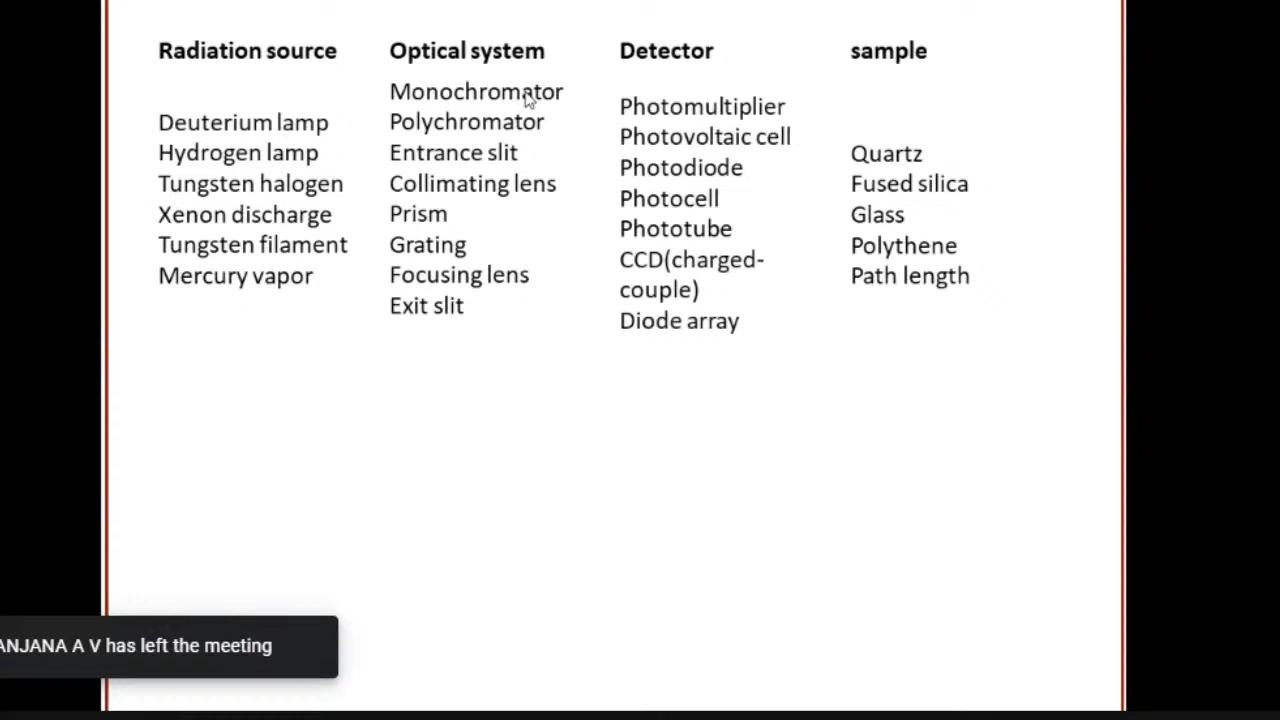 Radiation source
Deuterium lamp
Hydrogen lamp
Tungsten halogen
Xenon discharge
Tungsten filament
Mercury vapor
Optical system
Monochromator
Polychromator
Entrance slit
Collimating lens
Prism
Grating
Focusing lens
Exit slit
Detector
Photomultiplier
Photovoltaic cell
Photodiode
Photocell
Phototube
CCD(charged-
couple)
Diode array
sample
Quartz
Fused silica
Glass
Polythene
Path length
ANJANA A V has left the meeting